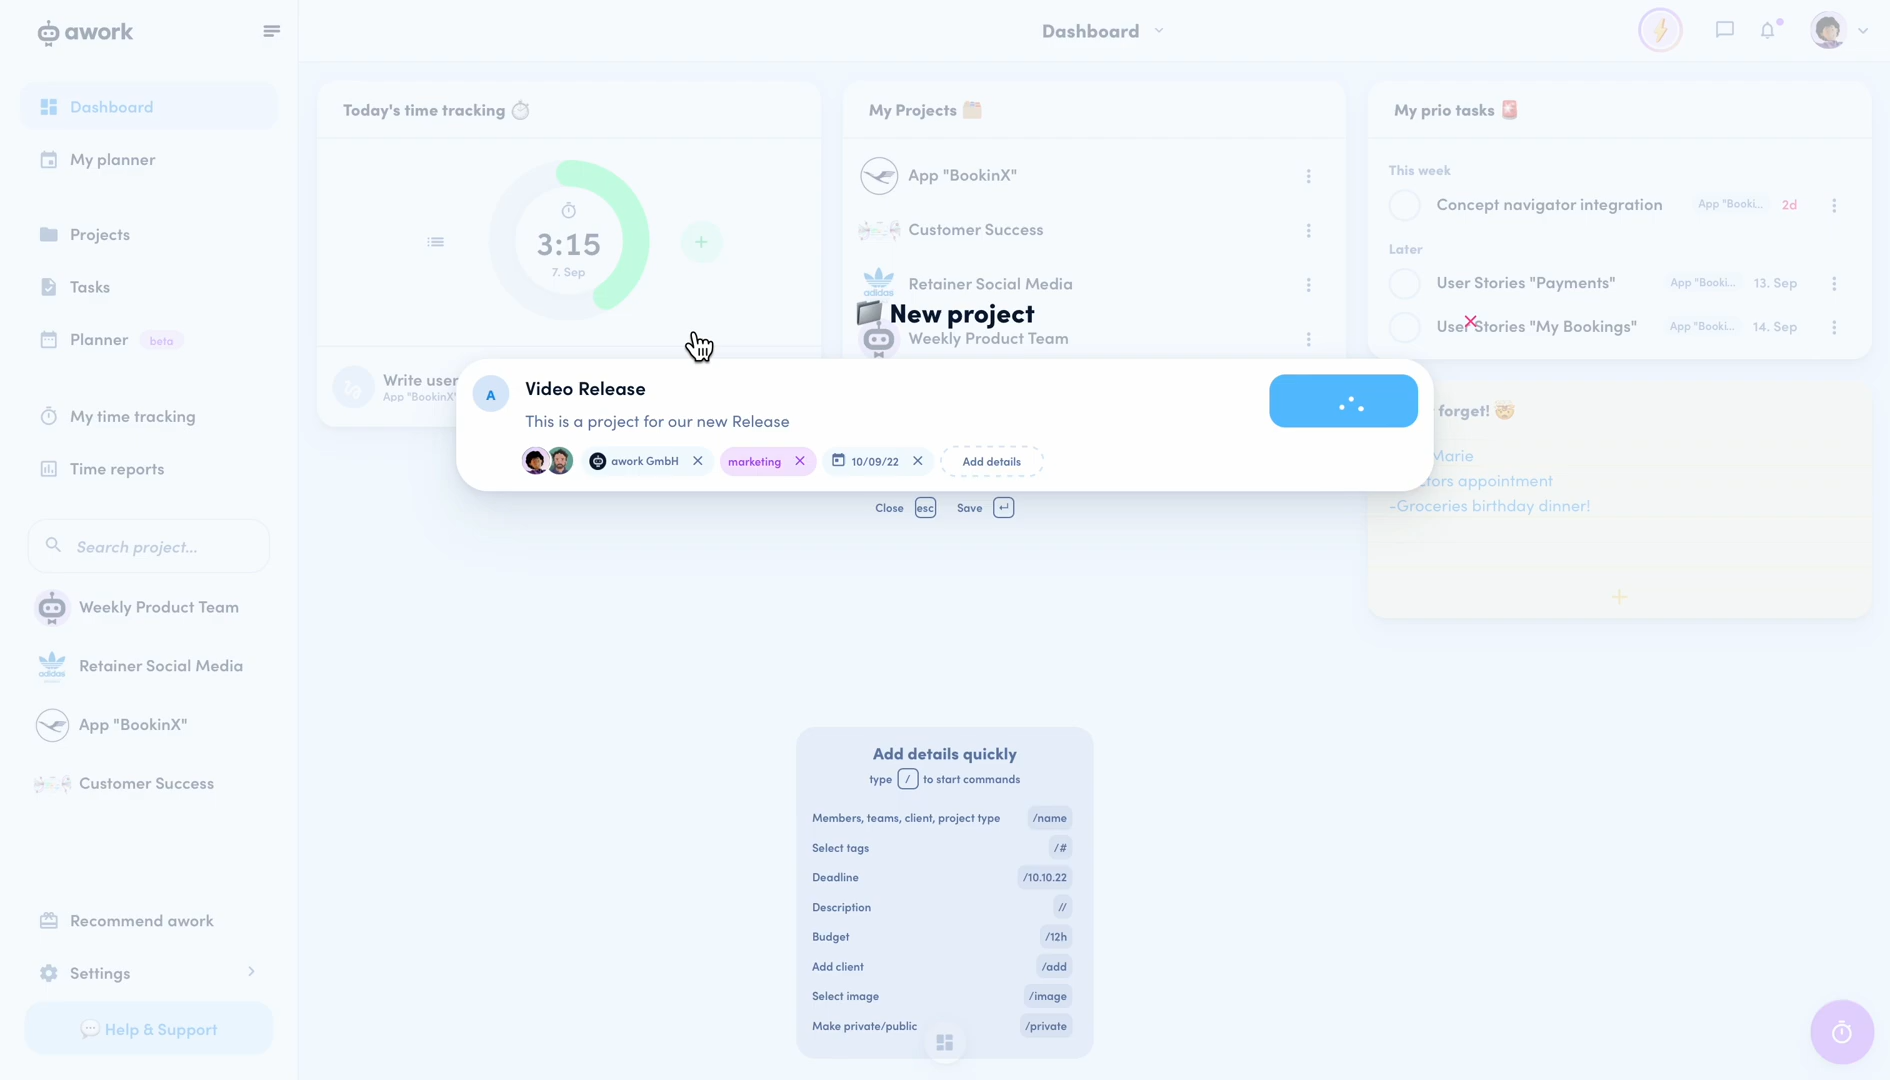 awork
Dashboard
Dashboard
My planner
Projects
Tasks
Planner beta
My time tracking
Time reports
Search project...
Weekly Product Team
Retainer Social Media
App "BookinX"
Customer Success
Recommend awork
Settings
Help & Support
Today's time tracking
3:15
7. Sep
Write user
App "BookinX"
My Projects
App "BookinX"
Customer Success
adidas
Retainer Social Media
Weekly Product Team
My prio tasks
This week
Concept navigator integration App "Booki... 2d
Later
User Stories "Payments" App "Booki... 13. Sep
User Stories "My Bookings" App "Booki... 14. Sep
forget!
Marie
tors appointment
-Groceries birthday dinner!
New project
A
Video Release
This is a project for our new Release
awork GmbH
marketing
10/09/22
Add details
Close esc Save
Add details quickly
type / to start commands
Members, teams, client, project type /name
Select tags /#
Deadline /10.10.22
Description //
Budget /12h
Add client /add
Select image /image
Make private/public /private